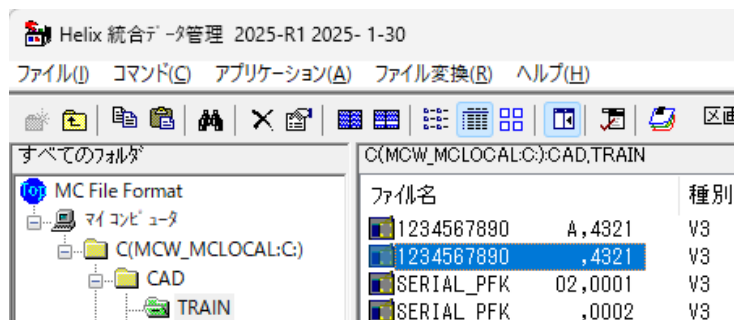 Helix 統合ﾃﾞｰﾀ管理 2025-R1 2025- 1-30
ファイル(I) コマンド(C) アプリケーション(A) ファイル変換(R) ヘルプ(H)
すべてのﾌｫﾙﾀﾞ
Top MC File Format
ﾏｲ ｺﾝﾋﾟｭｰﾀ
C(MCW_MCLOCAL:C:)
CAD
TRAIN
C(MCW_MCLOCAL:C:):CAD,TRAIN
ファイル名 種別
1234567890 A,4321 V3
1234567890 ,4321 V3
SERIAL_PFK 02,0001 V3
SERIAL_PFK ,0002 V3